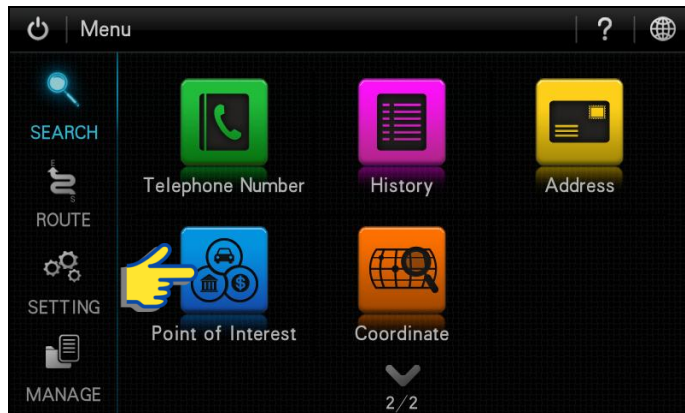 Menu
?
SEARCH
Telephone Number
History
Address
ROUTE
SETTING
$
Point of Interest
Coordinate
MANAGE
2/2